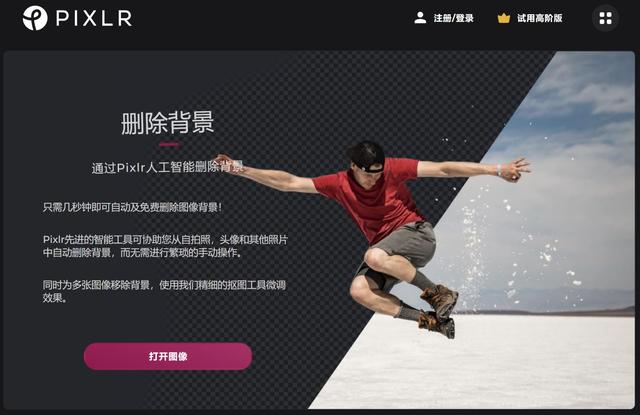 PIXLR
注册/登录
试用高阶版
删除背景
通过Pixlr人工智能删除背景
只需几秒钟即可自动及免费删除图像背景!
Pixlr先进的智能工具可协助您从自拍照，头像和其他照片
中自动删除背景，而无需进行繁琐的手动操作。
同时为多张图像移除背景，使用我们精细的抠图工具微调
效果。
打开图像